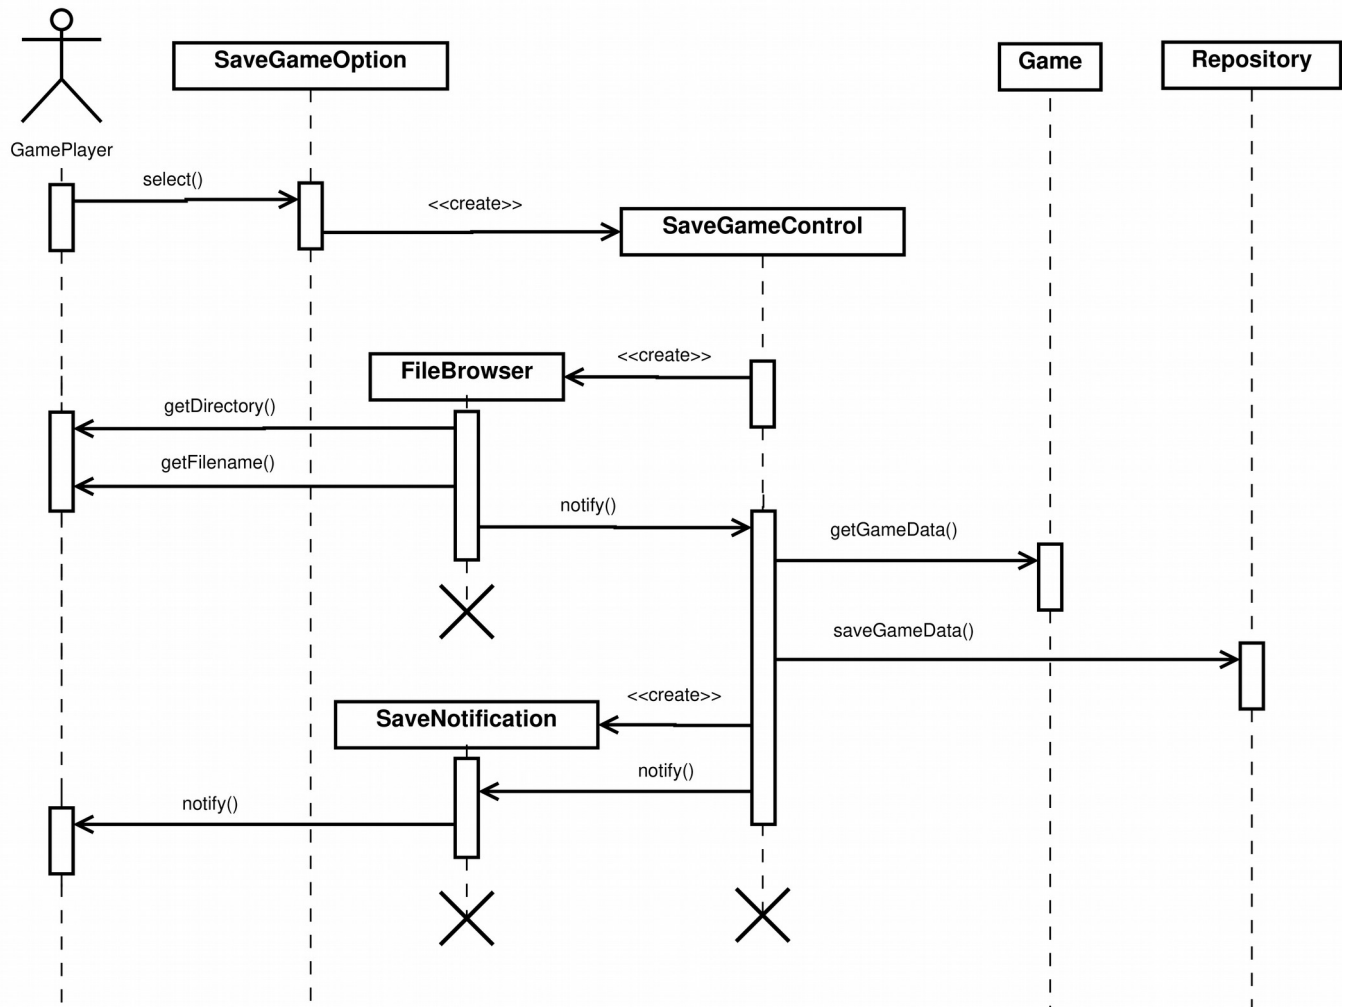 SaveGameOption
Game
Repository
GamePlayer
select()
<<create>>
SaveGameControl
<<create>>
FileBrowser
getDirectory()
getFilename()
notify()
getGameData()
saveGameData()
<<create>>
SaveNotification
notify()
notify()